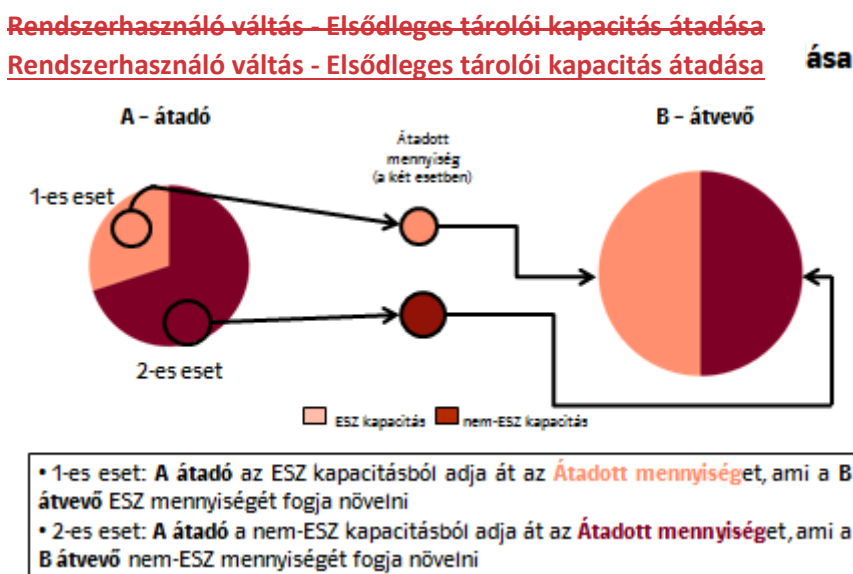 Rendszerhasználó váltás - Elsődleges tárolói kapacitás átadása
Rendszerhasználó váltás - Elsődleges tárolói kapacitás átadása
ása
A – átadó
B – átvevő
Átadott
mennyiség
(a két esetben)
1-es eset
2-es eset
ESZ kapacitás nem-ESZ kapacitás
• 1-es eset: A átadó az ESZ kapacitásból adja át az Átadott mennyiséget, ami a B
átvevő ESZ mennyiségét fogja növelni
• 2-es eset: A átadó a nem-ESZ kapacitásból adja át az Átadott mennyiséget, ami a
B átvevő nem-ESZ mennyiségét fogja növelni